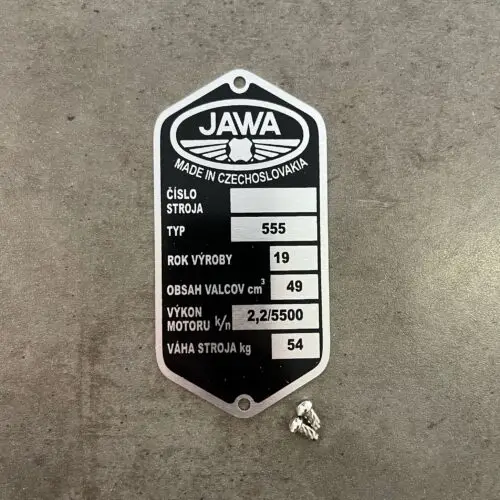 JAWA
MADE IN CZECHOSLOVAKIA
ČÍSLO
STROJA
TYP 555
ROK VÝROBY 19
OBSAH VALCOV cm³ 49
VÝKON
MOTORU k/n 2,2/5500
VÁHA STROJA kg 54